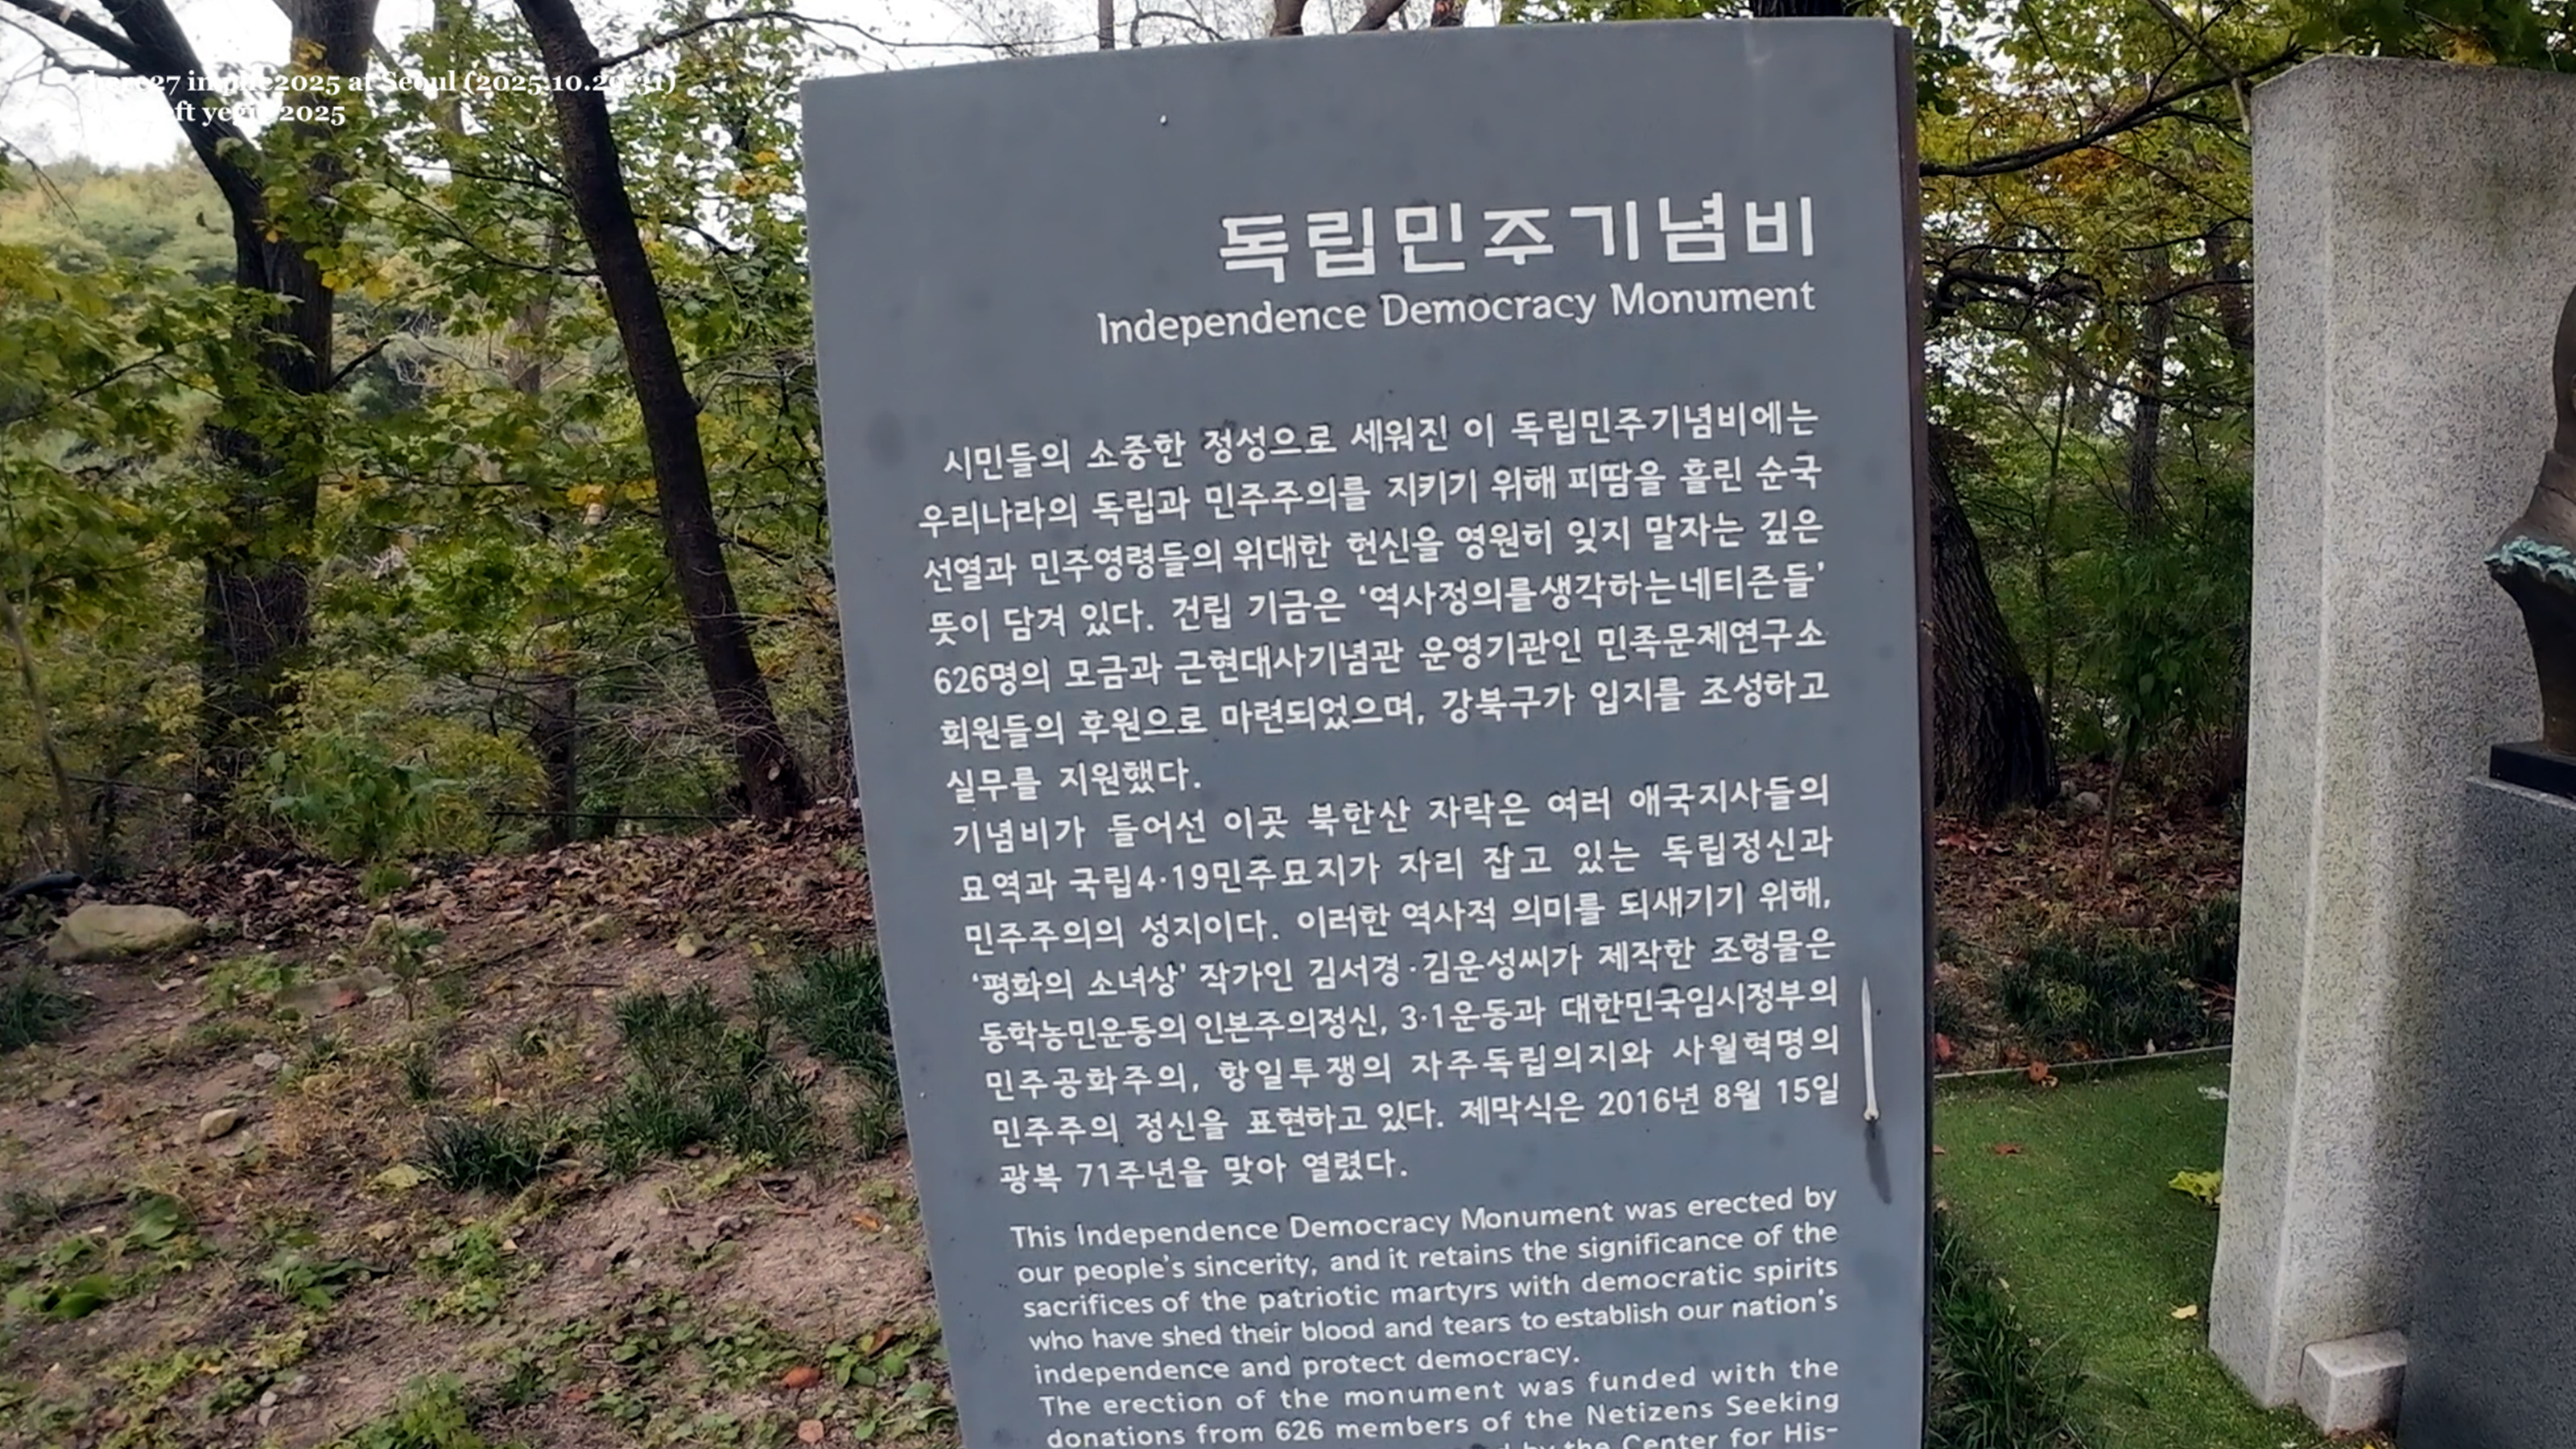 in 2025 at Seoul (2025.10.29-31)
2025
독립민주기념비
Independence Democracy Monument
시민들의 소중한 정성으로 세워진 이 독립민주기념비에는
우리나라의 독립과 민주주의를 지키기 위해 피땀을 흘린 순국
선열과 민주영령들의 위대한 헌신을 영원히 잊지 말자는 깊은
뜻이 담겨 있다. 건립 기금은 ‘역사정의를생각하는네티즌들’
626명의 모금과 근현대사기념관 운영기관인 민족문제연구소
회원들의 후원으로 마련되었으며, 강북구가 입지를 조성하고
실무를 지원했다.
기념비가 들어선 이곳 북한산 자락은 여러 애국지사들의
묘역과 국립4·19민주묘지가 자리 잡고 있는 독립정신과
민주주의의 성지이다. 이러한 역사적 의미를 되새기기 위해,
‘평화의 소녀상’ 작가인 김서경·김운성씨가 제작한 조형물은
동학농민운동의 인본주의정신, 3·1운동과 대한민국임시정부의
민주공화주의, 항일투쟁의 자주독립의지와 사월혁명의
민주주의 정신을 표현하고 있다. 제막식은 2016년 8월 15일
광복 71주년을 맞아 열렸다.
This Independence Democracy Monument was erected by
our people's sincerity, and it retains the significance of the
sacrifices of the patriotic martyrs with democratic spirits
who have shed their blood and tears to establish our nation's
independence and protect democracy.
The erection of the monument was funded with the
donations from 626 members of the Netizens Seeking
by the Center for His-